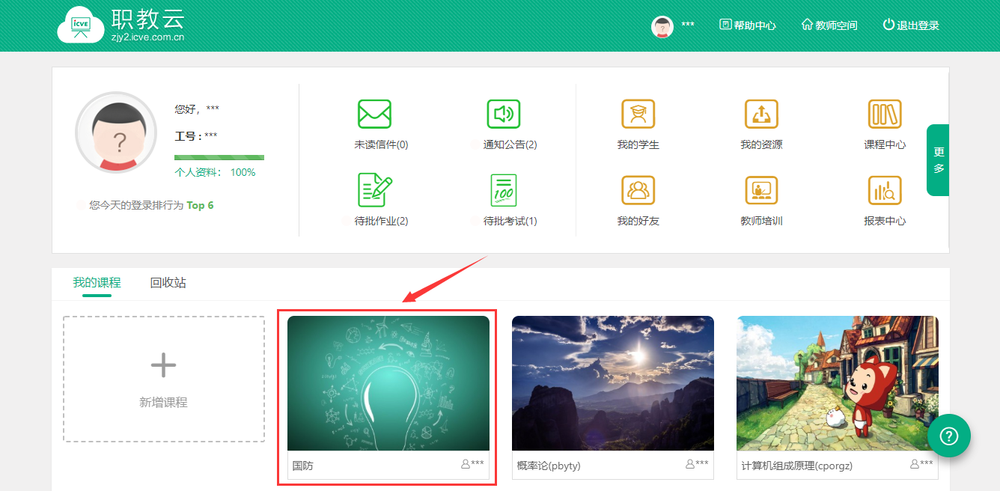 icve
职教云
zjy2.icve.com.cn
***
帮助中心
教师空间
退出登录
您好，***
工号：***
个人资料： 100%
您今天的登录排行为 Top 6
未读信件(0)
通知公告(2)
我的学生
我的资源
课程中心
待批作业(2)
100
待批考试(1)
我的好友
教师培训
报表中心
更多
我的课程
回收站
新增课程
国防
***
概率论(pbyty)
***
计算机组成原理(cporgz)
***